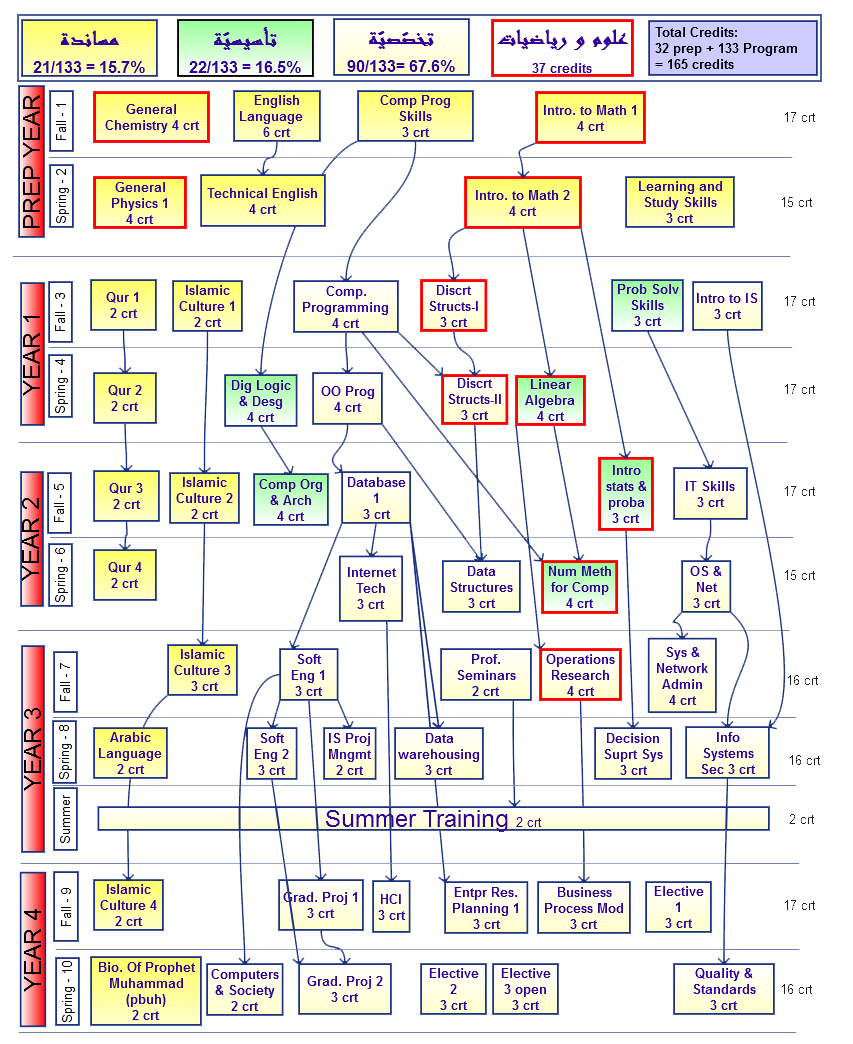 مساندة
21/133 = 15.7%
تأسيسيّة
22/133 = 16.5%
تخصّصيّة
90/133= 67.6%
علوم و رياضيات
37 credits
Total Credits:
32 prep + 133 Program
= 165 credits
PREP YEAR
Fall - 1
General
Chemistry 4 crt
English
Language
6 crt
Comp Prog
Skills
3 crt
Intro. to Math 1
4 crt
17 crt
Spring - 2
General
Physics 1
4 crt
Technical English
4 crt
Intro. to Math 2
4 crt
Learning and
Study Skills
3 crt
15 crt
YEAR 1
Fall - 3
Qur 1
2 crt
Islamic
Culture 1
2 crt
Comp.
Programming
4 crt
Discrt
Structs-I
3 crt
Prob Solv
Skills
3 crt
Intro to IS
3 crt
17 crt
Spring - 4
Qur 2
2 crt
Dig Logic
& Desg
4 crt
OO Prog
4 crt
Discrt
Structs-II
3 crt
Linear
Algebra
4 crt
17 crt
YEAR 2
Fall - 5
Qur 3
2 crt
Islamic
Culture 2
2 crt
Comp Org
& Arch
4 crt
Database
1
3 crt
Intro
stats &
proba
3 crt
IT Skills
3 crt
17 crt
Spring - 6
Qur 4
2 crt
Internet
Tech
3 crt
Data
Structures
3 crt
Num Meth
for Comp
4 crt
OS &
Net
3 crt
15 crt
YEAR 3
Fall - 7
Islamic
Culture 3
3 crt
Soft
Eng 1
3 crt
Prof.
Seminars
2 crt
Operations
Research
4 crt
Sys &
Network
Admin
4 crt
16 crt
Spring - 8
Arabic
Language
2 crt
Soft
Eng 2
3 crt
IS Proj
Mngmt
2 crt
Data
warehousing
3 crt
Decision
Suprt Sys
3 crt
Info
Systems
Sec 3 crt
16 crt
Summer
Summer Training 2 crt
2 crt
YEAR 4
Fall - 9
Islamic
Culture 4
2 crt
Grad. Proj 1
3 crt
HCI
3 crt
Entpr Res.
Planning 1
3 crt
Business
Process Mod
3 crt
Elective
1
3 crt
17 crt
Spring - 10
Bio. Of Prophet
Muhammad
(pbuh)
2 crt
Computers
& Society
2 crt
Grad. Proj 2
3 crt
Elective
2
3 crt
Elective
3 open
3 crt
Quality &
Standards
3 crt
16 crt